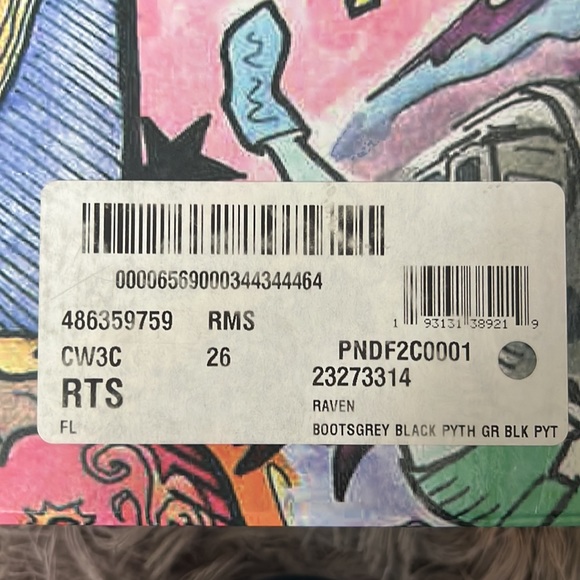 00006569000344344464
486359759 RMS
1 93131 38921 9
CW3C 26 PNDF2C0001
RTS 23273314
RAVEN
FL BOOTSGREY BLACK PYTH GR BLK PYT